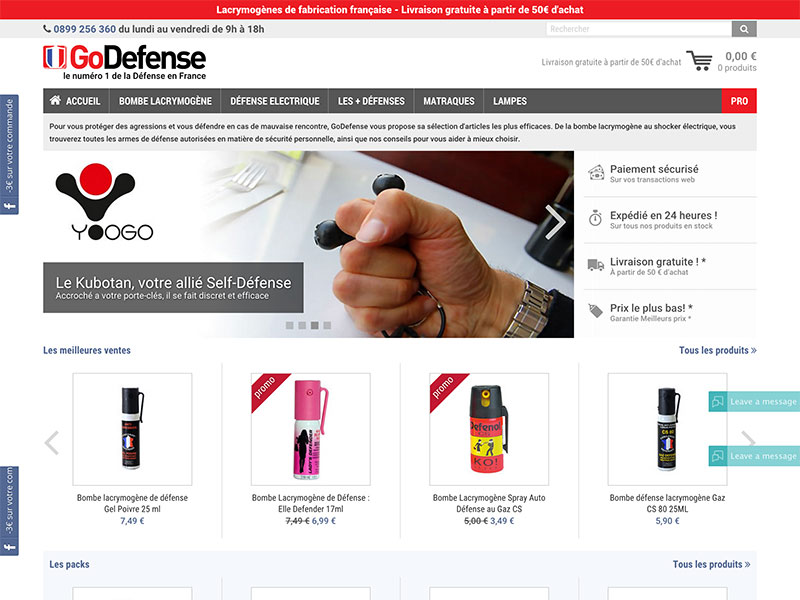 Lacrymogènes de fabrication française - Livraison gratuite à partir de 50€ d'achat
0899 256 360 du lundi au vendredi de 9h à 18h
Rechercher
GoDefense
le numéro 1 de la Défense en France
Livraison gratuite à partir de 50€ d'achat
0,00 €
0 produits
ACCUEIL
BOMBE LACRYMOGÈNE
DÉFENSE ELECTRIQUE
LES + DÉFENSES
MATRAQUES
LAMPES
PRO
-3€ sur votre commande
Pour vous protéger des agressions et vous défendre en cas de mauvaise rencontre, GoDefense vous propose sa sélection d'articles les plus efficaces. De la bombe lacrymogène au shocker électrique, vous
trouverez toutes les armes de défense autorisées en matière de sécurité personnelle, ainsi que nos conseils pour vous aider à mieux choisir.
YOOGO
Le Kubotan, votre allié Self-Défense
Accroché a votre porte-clés, il se fait discret et efficace
Paiement sécurisé
Sur vos transactions web
Expédié en 24 heures !
Sur tous nos produits en stock
Livraison gratuite ! *
À partir de 50 € d'achat
Prix le plus bas! *
Garantie Meilleurs prix *
Les meilleures ventes
Tous les produits »
promo
promo
Defenol
KO!
CS 80
Leave a message
Leave a message
Bombe lacrymogène de défense
Gel Poivre 25 ml
7,49 €
Bombe Lacrymogène de Défense :
Elle Defender 17ml
7,49 € 6,99 €
Bombe Lacrymogène Spray Auto
Défense au Gaz CS
5,00 € 3,49 €
Bombe défense lacrymogène Gaz
CS 80 25ML
5,90 €
-3€ sur votre com
Les packs
Tous les produits »